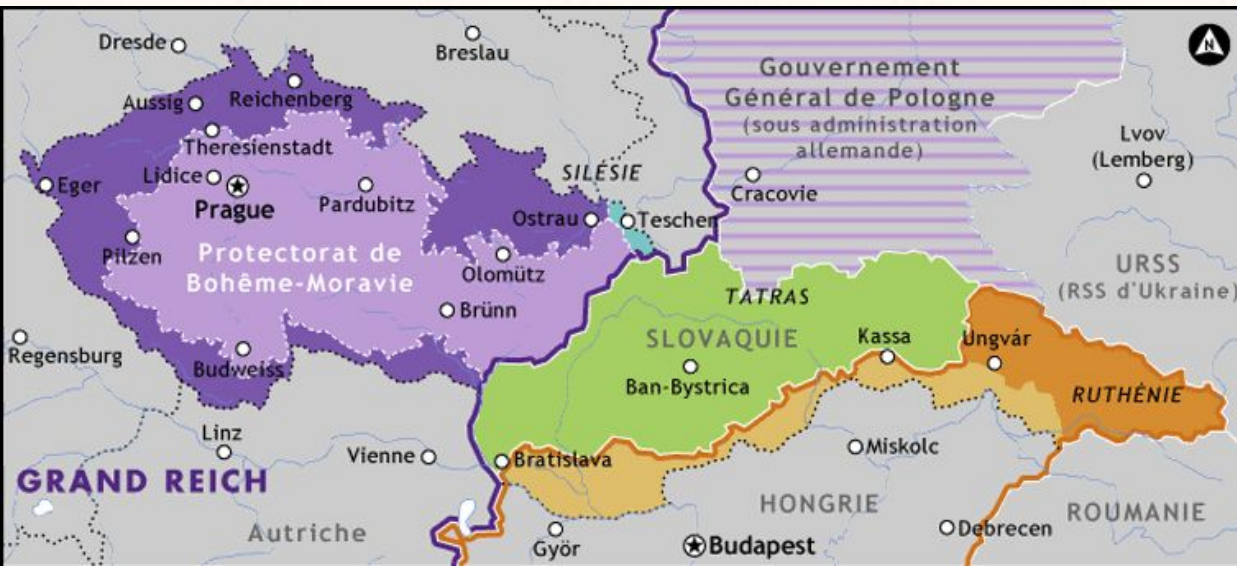 Dresde
Breslau
N
Gouvernement
Général de Pologne
(sous administration
allemande)
Aussig
Reichenberg
Theresienstadt
Lvov
(Lemberg)
SILÉSIE
Lidice
Eger
Prague
Pardubitz
Cracovie
Ostrau
Teschen
Pilzen
Protectorat de
Bohême-Moravie
Olomütz
URSS
(RSS d'Ukraine)
TATRAS
Brünn
SLOVAQUIE
Kassa
Ungvár
Regensburg
Budweiss
Ban-Bystrica
RUTHÉNIE
Linz
Vienne
Bratislava
Miskolc
GRAND REICH
HONGRIE
ROUMANIE
Autriche
Györ
Budapest
Debrecen